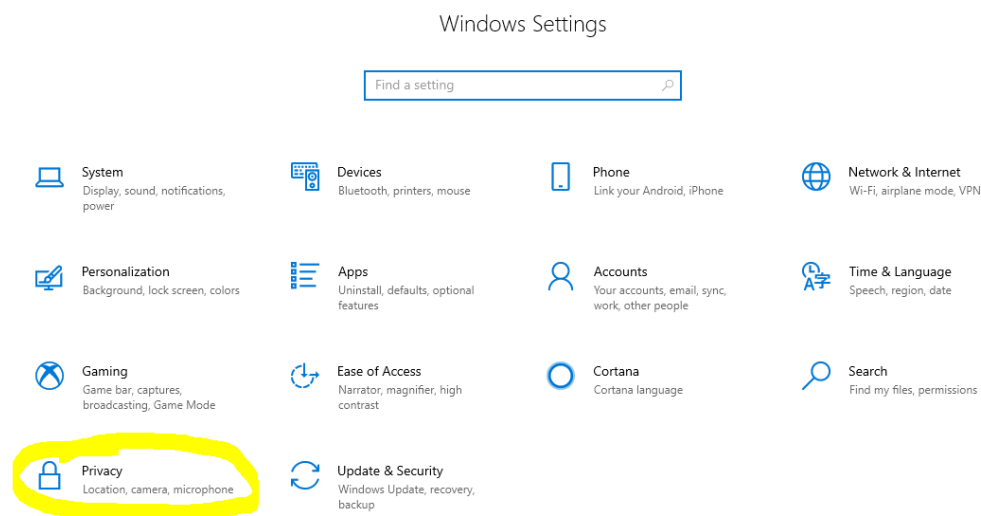 Windows Settings
Find a setting
System
Display, sound, notifications,
power
Devices
Bluetooth, printers, mouse
Phone
Link your Android, iPhone
Network & Internet
Wi-Fi, airplane mode, VPN
Personalization
Background, lock screen, colors
Apps
Uninstall, defaults, optional
features
Accounts
Your accounts, email, sync,
work, other people
Time & Language
Speech, region, date
Gaming
Game bar, captures,
broadcasting, Game Mode
Ease of Access
Narrator, magnifier, high
contrast
Cortana
Cortana language
Search
Find my files, permissions
Privacy
Location, camera, microphone
Update & Security
Windows Update, recovery,
backup